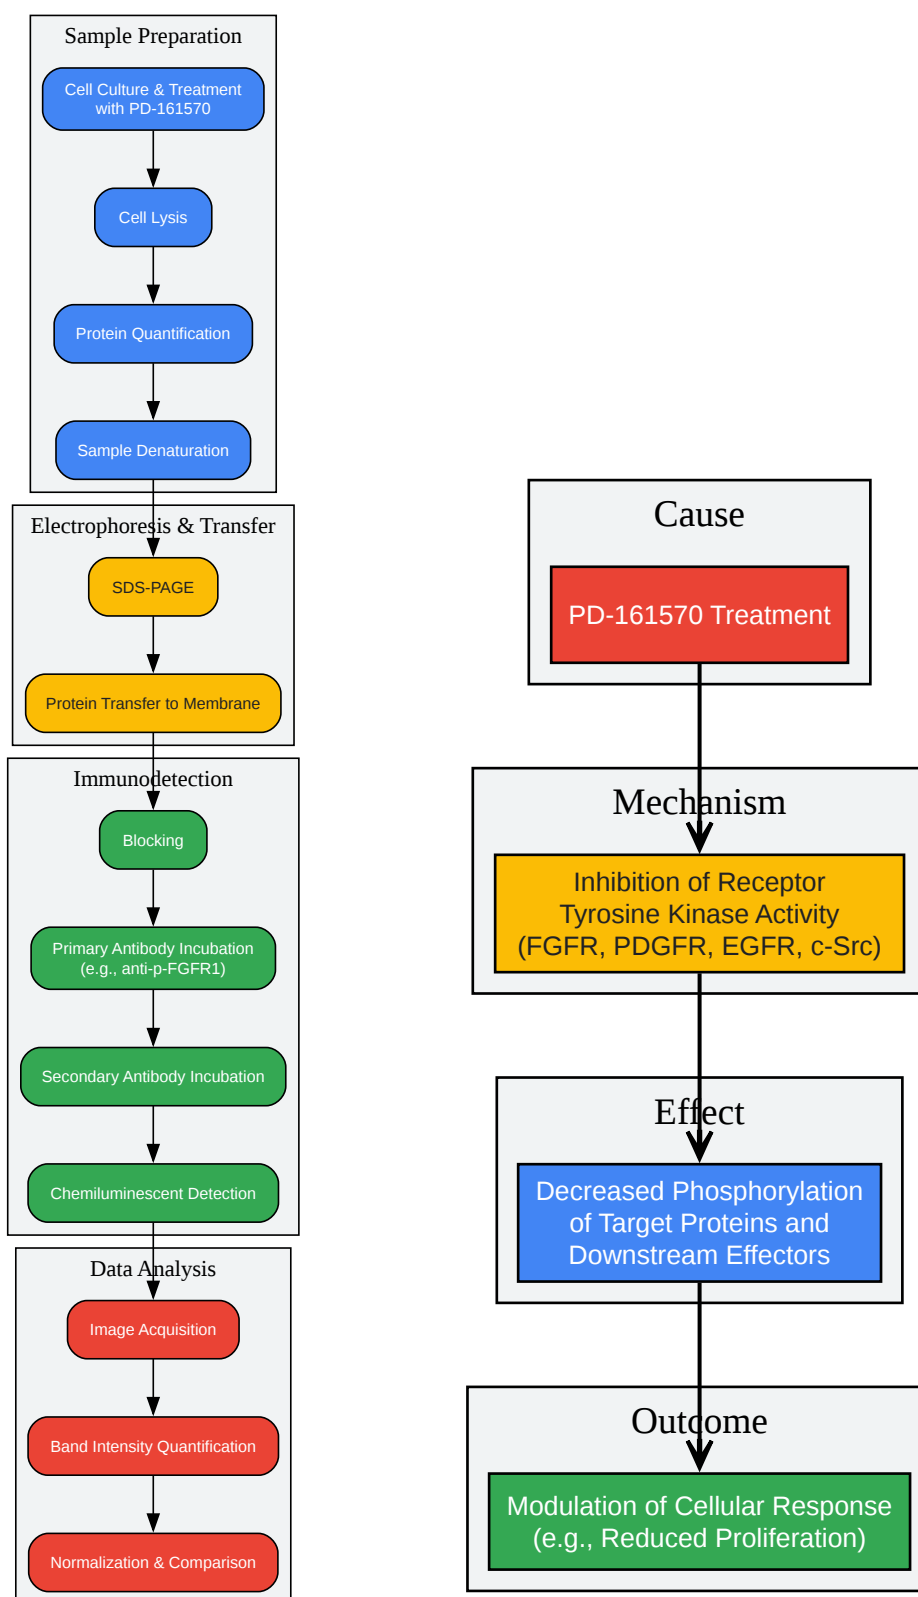 Sample Preparation
Cell Culture & Treatment
with PD-161570
Cell Lysis
Protein Quantification
Sample Denaturation
Electrophoresis & Transfer
SDS-PAGE
Protein Transfer to Membrane
Immunodetection
Blocking
Primary Antibody Incubation
(e.g., anti-p-FGFR1)
Secondary Antibody Incubation
Chemiluminescent Detection
Data Analysis
Image Acquisition
Band Intensity Quantification
Normalization & Comparison
Cause
PD-161570 Treatment
Mechanism
Inhibition of Receptor
Tyrosine Kinase Activity
(FGFR, PDGFR, EGFR, c-Src)
Effect
Decreased Phosphorylation
of Target Proteins and
Downstream Effectors
Outcome
Modulation of Cellular Response
(e.g., Reduced Proliferation)